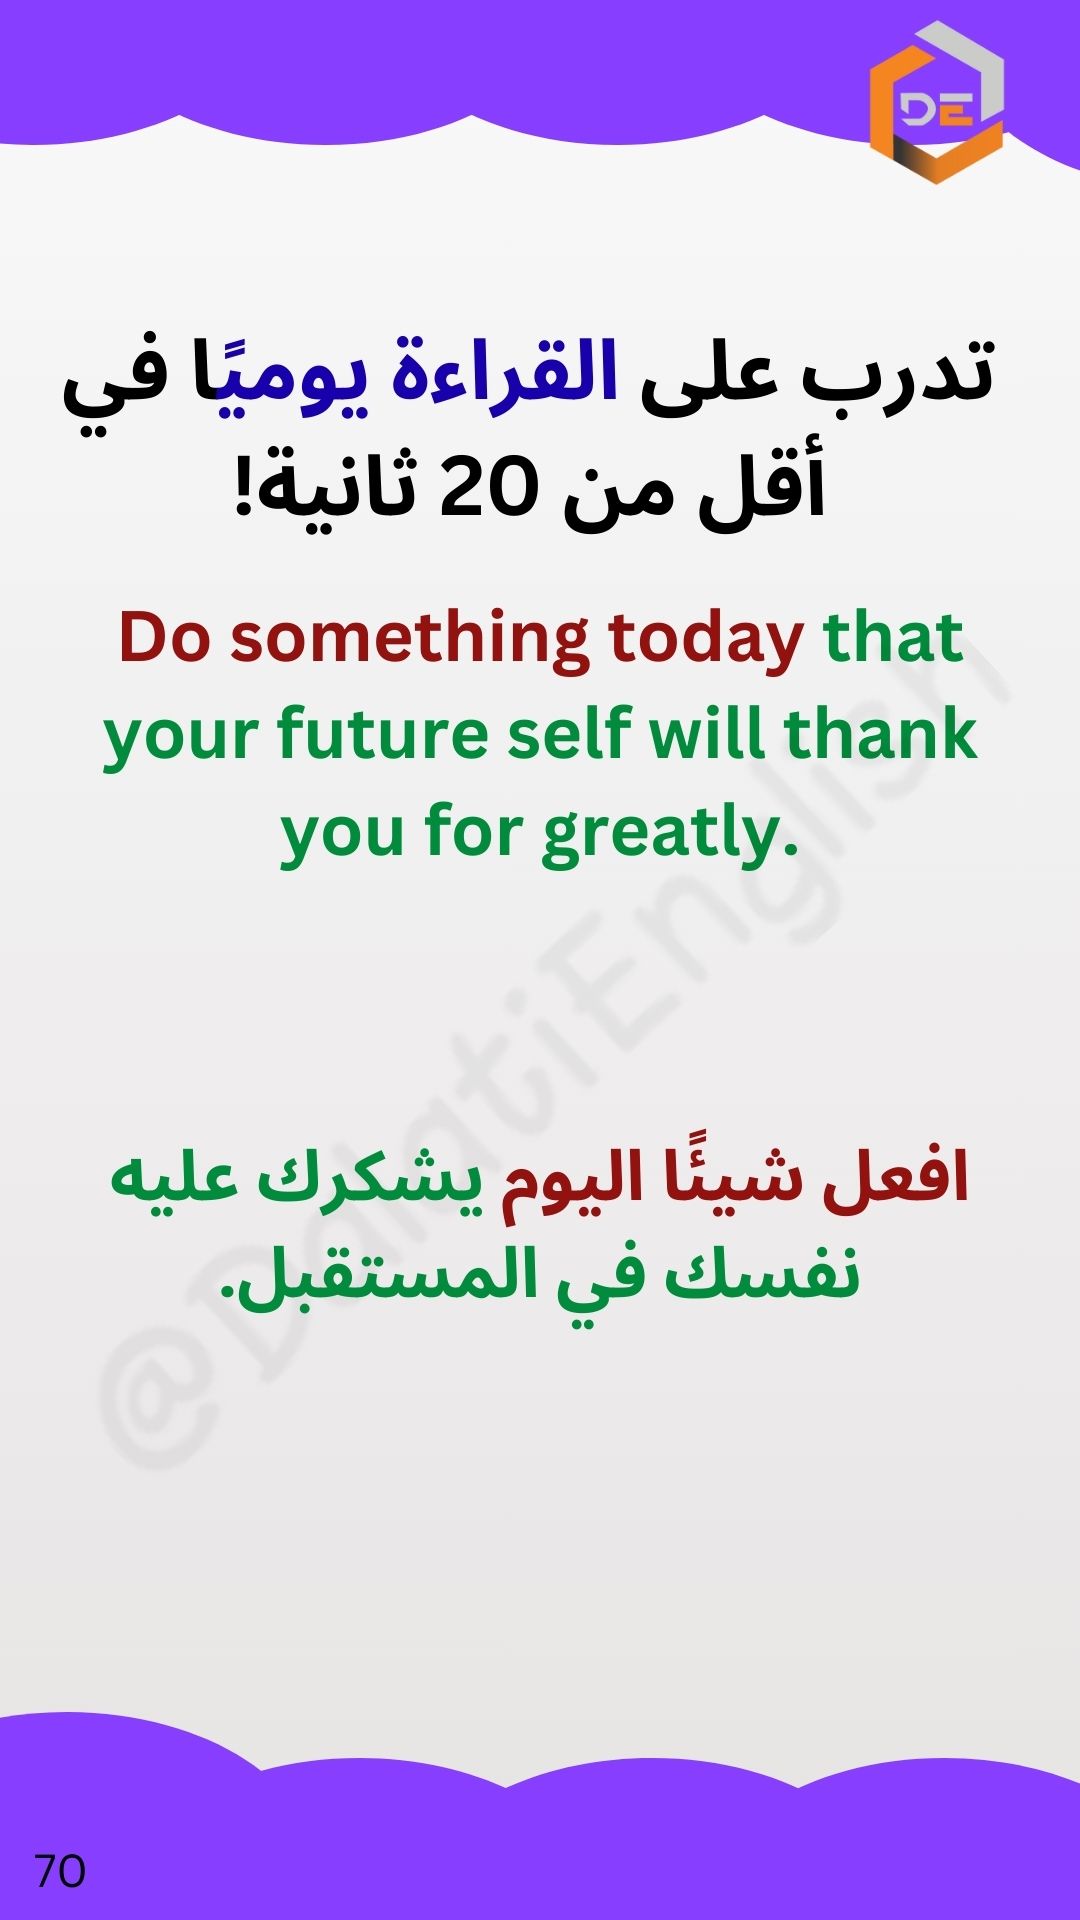 DE
تدرب على القراءة يوميًا في
أقل من 20 ثانية!
Do something today that
your future self will thank
you for greatly.
@DalatiEnglish
افعل شيئًا اليوم يشكرك عليه
نفسك في المستقبل.
70